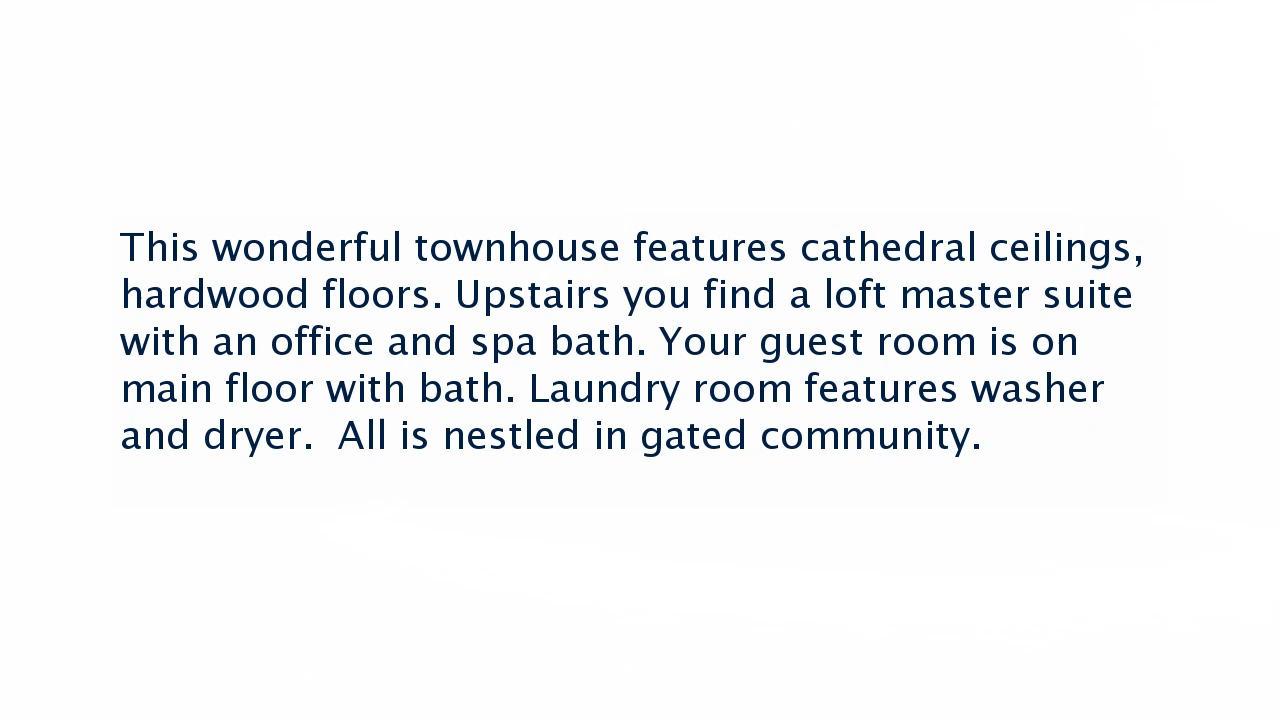 This wonderful townhouse features cathedral ceilings,
hardwood floors. Upstairs you find a loft master suite
with an office and spa bath. Your guest room is on
main floor with bath. Laundry room features washer
and dryer.  All is nestled in gated community.